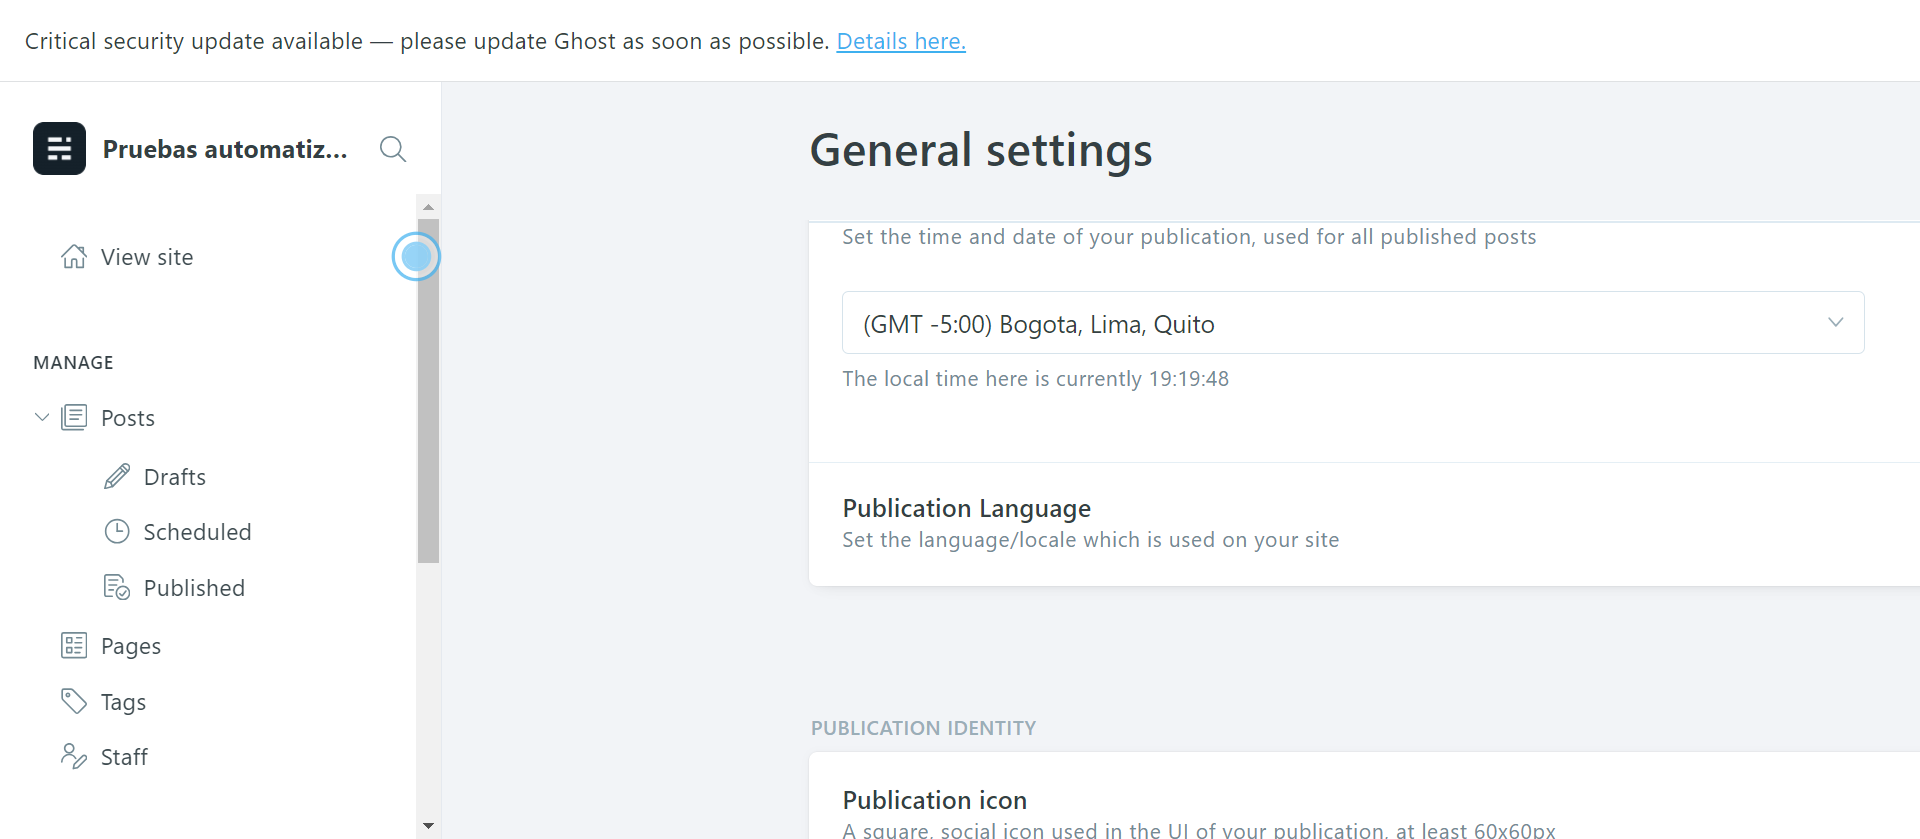 Critical security update available — please update Ghost as soon as possible. Details here.
Pruebas automatiz...
View site
MANAGE
Posts
Drafts
Scheduled
Published
Pages
Tags
Staff
General settings
Set the time and date of your publication, used for all published posts
(GMT -5:00) Bogota, Lima, Quito
The local time here is currently 19:19:48
Publication Language
Set the language/locale which is used on your site
PUBLICATION IDENTITY
Publication icon
A square, social icon used in the UI of your publication, at least 60x60px